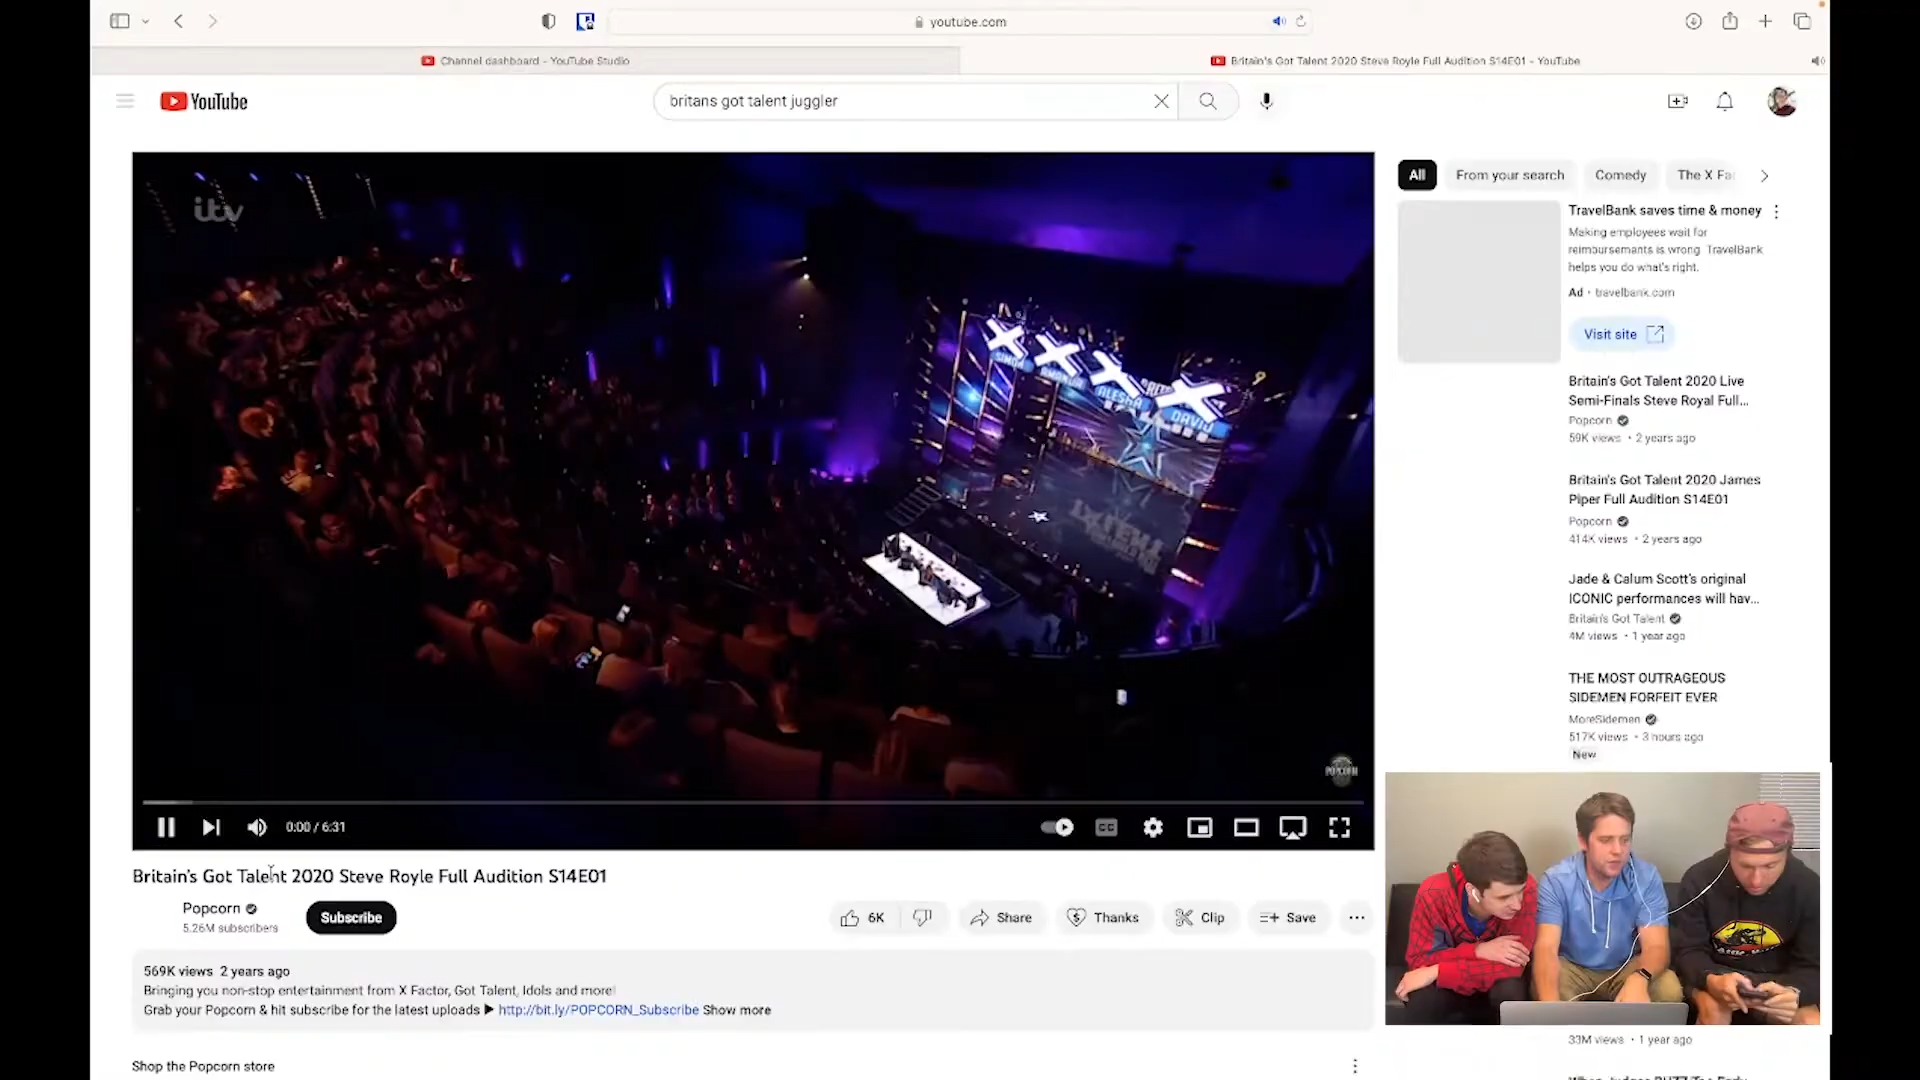 youtube.com
Channel dashboard - YouTube Studio
Britain's Got Talent 2020 Steve Royle Full Audition S14E01 - YouTube
YouTube
britans got talent juggler
itv
SIMON
AMANDA
ALESHA
DAVID
POPCORN
0:00 / 6:31
CC
Britain's Got Talent 2020 Steve Royle Full Audition S14E01
Popcorn
5.26M subscribers
Subscribe
6K
Share
Thanks
Clip
Save
569K views 2 years ago
Bringing you non-stop entertainment from X Factor, Got Talent, Idols and more!
Grab your Popcorn & hit subscribe for the latest uploads ► http://bit.ly/POPCORN_Subscribe Show more
Shop the Popcorn store
All
From your search
Comedy
The X Fa
TravelBank saves time & money
Making employees wait for
reimbursements is wrong TravelBank
helps you do what's right.
Ad · travelbank.com
Visit site
Britain's Got Talent 2020 Live
Semi-Finals Steve Royal Full...
Popcorn
59K views · 2 years ago
Britain's Got Talent 2020 James
Piper Full Audition S14E01
Popcorn
414K views · 2 years ago
Jade & Calum Scott's original
ICONIC performances will hav...
Britain's Got Talent
4M views · 1 year ago
THE MOST OUTRAGEOUS
SIDEMEN FORFEIT EVER
MoreSidemen
517K views · 3 hours ago
New
33M views · 1 year ago